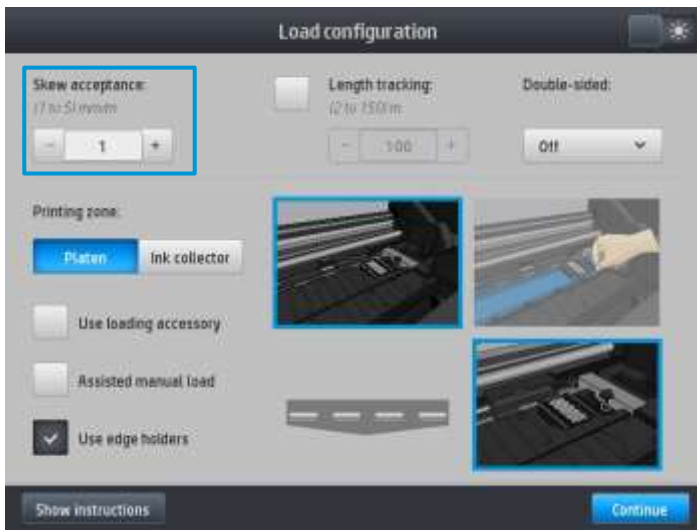 Load configuration
Skew acceptance:
(1 to 5) mm/m
− 1 +
Length tracking:
(2 to 150) m
− 100 +
Double-sided:
Off
Printing zone:
Platen
Ink collector
Use loading accessory
Assisted manual load
Use edge holders
Show instructions
Continue